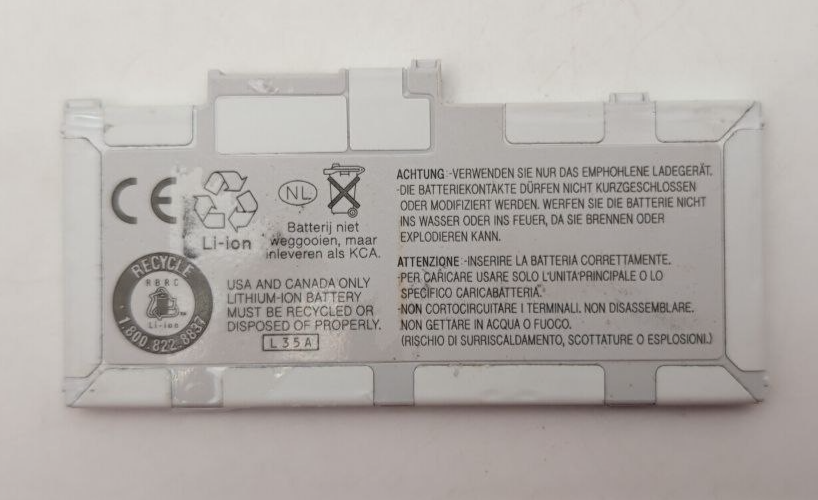 CE
Li-ion
NL
Batterij niet
weggooien, maar
inleveren als KCA.
RECYCLE
RBRC
Li-ion
1.800.822.8837
USA AND CANADA ONLY
LITHIUM-ION BATTERY
MUST BE RECYCLED OR
DISPOSED OF PROPERLY.
L35A
ACHTUNG -VERWENDEN SIE NUR DAS EMPHOHLENE LADEGERÄT.
-DIE BATTERIEKONTAKTE DÜRFEN NICHT KURZGESCHLOSSEN
ODER MODIFIZIERT WERDEN. WERFEN SIE DIE BATTERIE NICHT
INS WASSER ODER INS FEUER, DA SIE BRENNEN ODER
EXPLODIEREN KANN.
ATTENZIONE -INSERIRE LA BATTERIA CORRETTAMENTE.
-PER CARICARE USARE SOLO L'UNITA'PRINCIPALE O LO
SPECIFICO CARICABATTERIA.
-NON CORTOCIRCUITARE I TERMINALI. NON DISASSEMBLARE.
NON GETTARE IN ACQUA O FUOCO.
(RISCHIO DI SURRISCALDAMENTO, SCOTTATURE O ESPLOSIONI.)